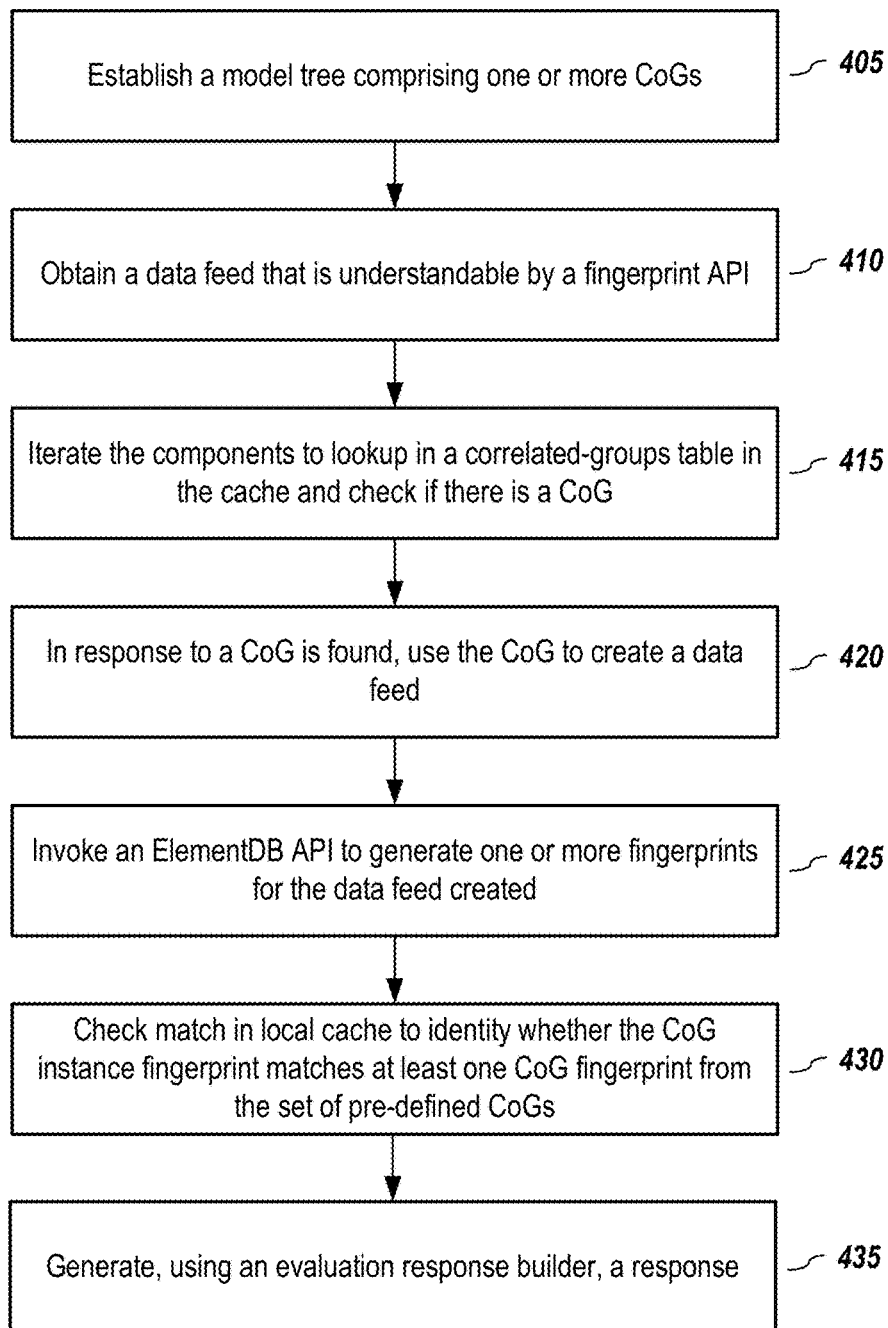 Establish a model tree comprising one or more CoGs
405
Obtain a data feed that is understandable by a fingerprint API
410
Iterate the components to lookup in a correlated-groups table in
the cache and check if there is a CoG
415
In response to a CoG is found, use the CoG to create a data
feed
420
Invoke an ElementDB API to generate one or more fingerprints
for the data feed created
425
Check match in local cache to identity whether the CoG
instance fingerprint matches at least one CoG fingerprint from
the set of pre-defined CoGs
430
Generate, using an evaluation response builder, a response
435